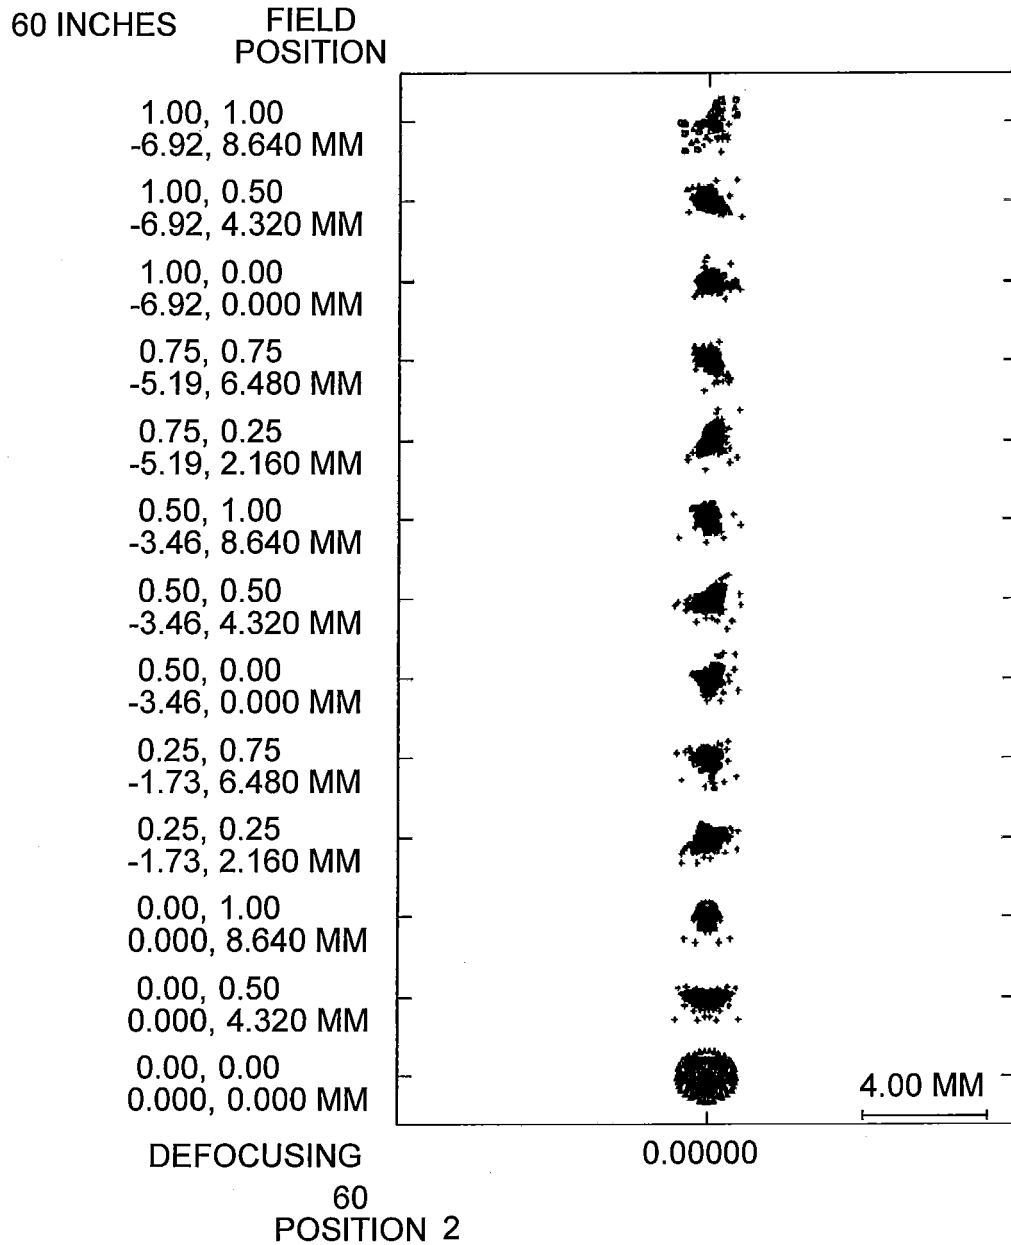 60 INCHES
FIELD
POSITION
1.00, 1.00
-6.92, 8.640 MM
1.00, 0.50
-6.92, 4.320 MM
1.00, 0.00
-6.92, 0.000 MM
0.75, 0.75
-5.19, 6.480 MM
0.75, 0.25
-5.19, 2.160 MM
0.50, 1.00
-3.46, 8.640 MM
0.50, 0.50
-3.46, 4.320 MM
0.50, 0.00
-3.46, 0.000 MM
0.25, 0.75
-1.73, 6.480 MM
0.25, 0.25
-1.73, 2.160 MM
0.00, 1.00
0.000, 8.640 MM
0.00, 0.50
0.000, 4.320 MM
0.00, 0.00
0.000, 0.000 MM
4.00 MM
DEFOCUSING
0.00000
60
POSITION 2